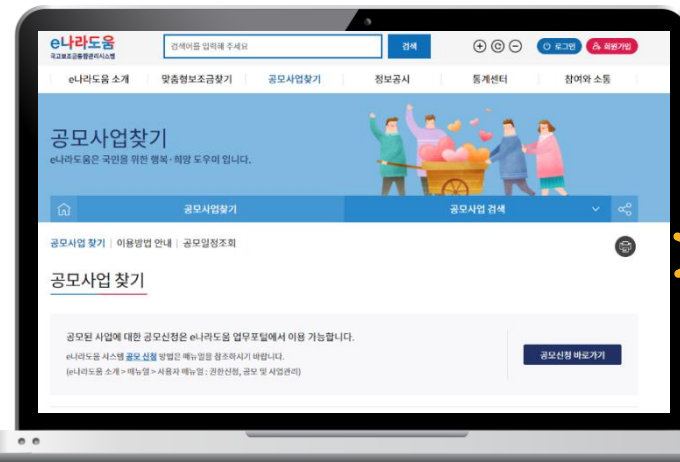 e나라도움
국고보조금통합관리시스템
검색어를 입력해 주세요
검색
로그인
회원가입
e나라도움 소개
맞춤형보조금찾기
공모사업찾기
정보공시
통계센터
참여와 소통
공모사업찾기
e나라도움은 국민을 위한 행복·희망 도우미 입니다.
공모사업찾기
공모사업 검색
공모사업 찾기 | 이용방법 안내 | 공모일정조회
공모사업 찾기
공모된 사업에 대한 공모신청은 e나라도움 업무포털에서 이용 가능합니다.
e나라도움 시스템 공모 신청 방법은 매뉴얼을 참조하시기 바랍니다.
(e나라도움 소개 > 매뉴얼 > 사용자 매뉴얼 : 권한신청, 공모 및 사업관리)
공모신청 바로가기